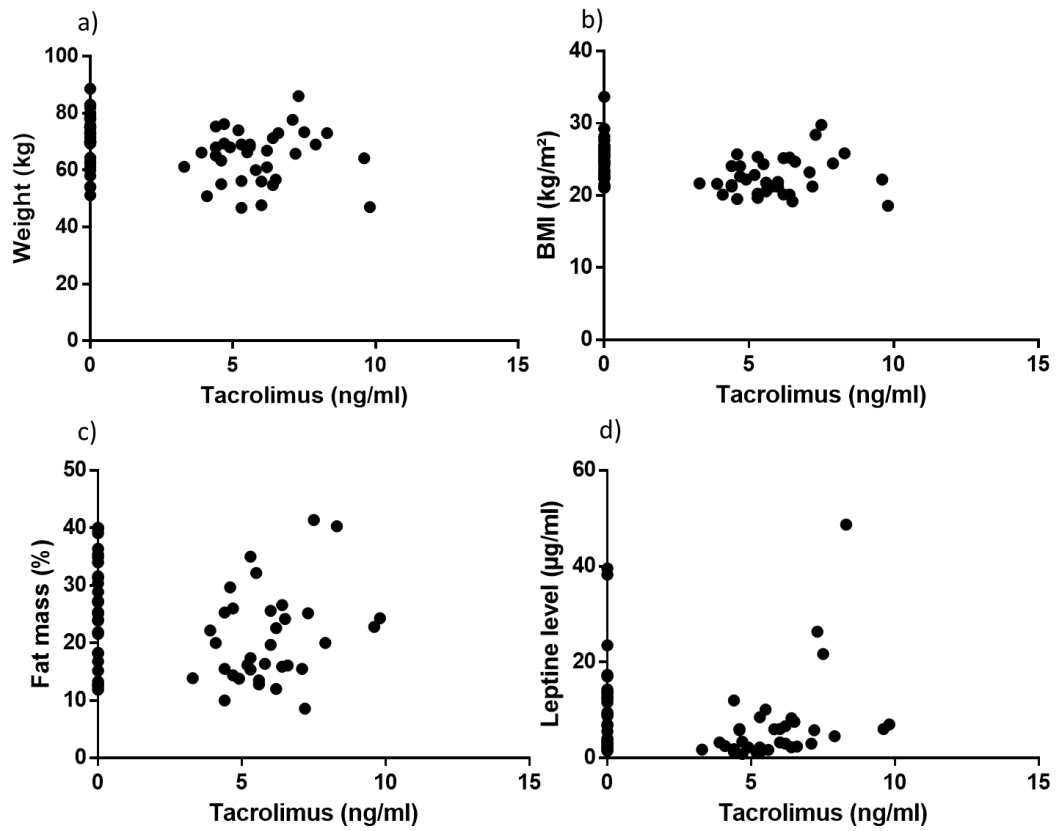 a)
100
80
60
40
20
0
Weight (kg)
0 5 10 15
Tacrolimus (ng/ml)
b)
40
30
20
10
0
BMI (kg/m²)
0 5 10 15
Tacrolimus (ng/ml)
c)
50
40
30
20
10
0
Fat mass (%)
0 5 10 15
Tacrolimus (ng/ml)
d)
60
40
20
0
Leptine level (µg/ml)
0 5 10 15
Tacrolimus (ng/ml)